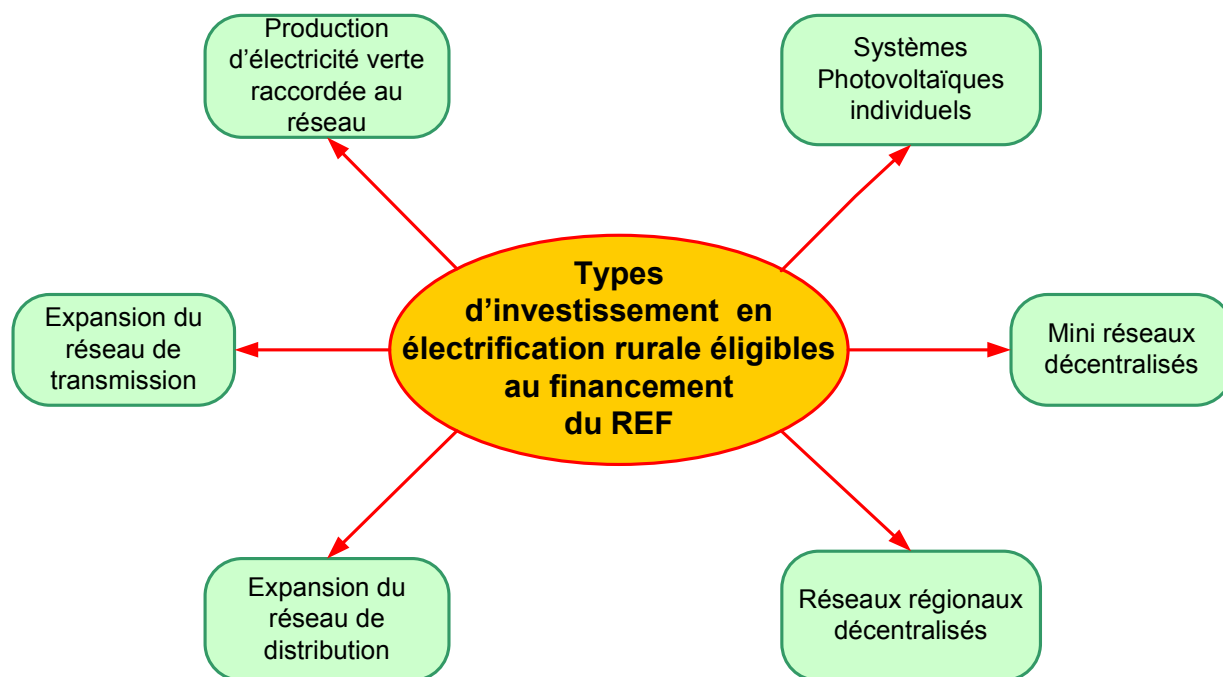 Production
d’électricité verte
raccordée au
réseau
Systèmes
Photovoltaïques
individuels
Types
d’investissement en
électrification rurale éligibles
au financement
du REF
Expansion du
réseau de
transmission
Mini réseaux
décentralisés
Expansion du
réseau de
distribution
Réseaux régionaux
décentralisés